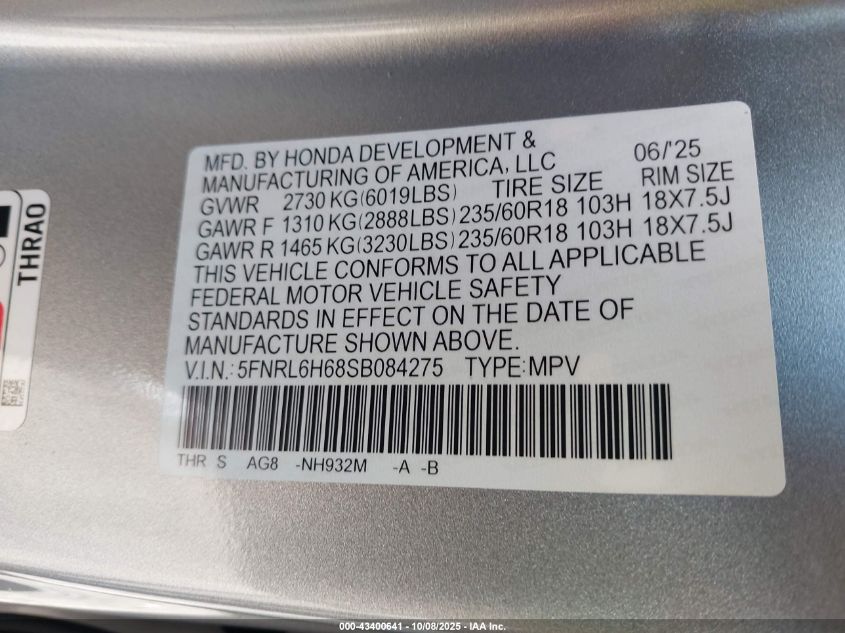 MFD. BY HONDA DEVELOPMENT & 06/'25
MANUFACTURING OF AMERICA, LLC
GVWR 2730 KG(6019LBS) TIRE SIZE RIM SIZE
GAWR F 1310 KG(2888LBS) 235/60R18 103H 18X7.5J
GAWR R 1465 KG(3230LBS) 235/60R18 103H 18X7.5J
THIS VEHICLE CONFORMS TO ALL APPLICABLE
FEDERAL MOTOR VEHICLE SAFETY
STANDARDS IN EFFECT ON THE DATE OF
MANUFACTURE SHOWN ABOVE.
V.I.N.: 5FNRL6H68SB084275 TYPE:MPV
THR S AG8 -NH932M -A -B
THRA0
000-43400641 - 10/08/2025 - IAA Inc.